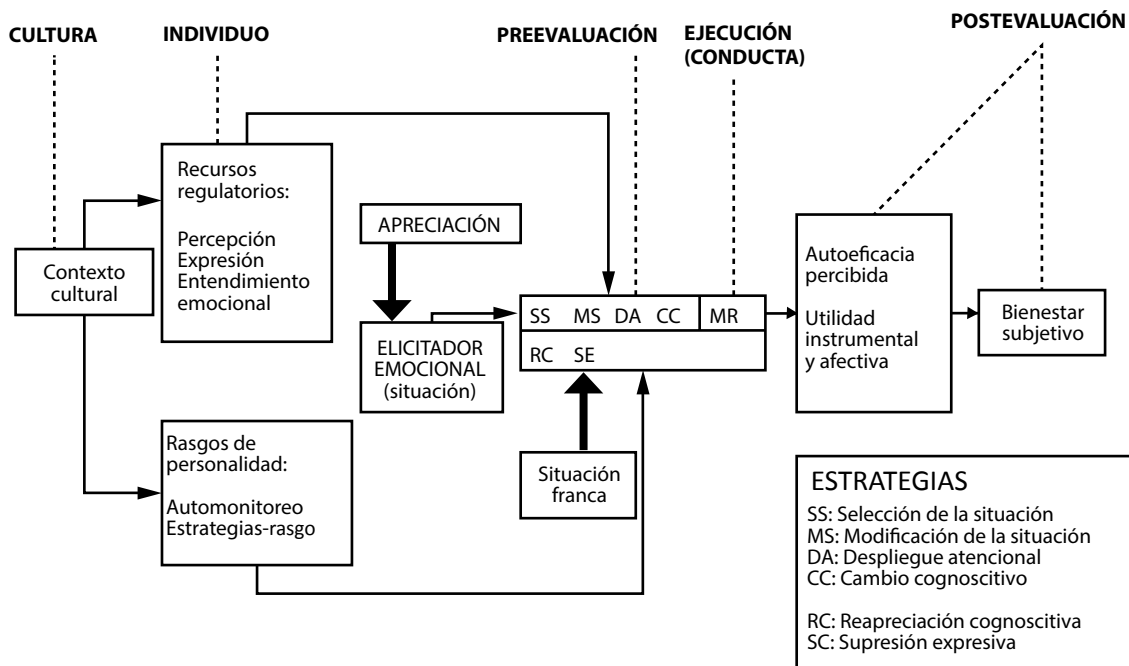 CULTURA
INDIVIDUO
PREEVALUACIÓN
EJECUCIÓN
(CONDUCTA)
POSTEVALUACIÓN
Recursos
regulatorios:
Percepción
Expresión
Entendimiento
emocional
Contexto
cultural
APRECIACIÓN
ELICITADOR
EMOCIONAL
(situación)
SS MS DA CC MR
RC SE
Situación
franca
Autoeficacia
percibida
Utilidad
instrumental
y afectiva
Bienestar
subjetivo
Rasgos de
personalidad:
Automonitoreo
Estrategias-rasgo
ESTRATEGIAS
SS: Selección de la situación
MS: Modificación de la situación
DA: Despliegue atencional
CC: Cambio cognoscitivo
RC: Reapreciación cognoscitiva
SC: Supresión expresiva